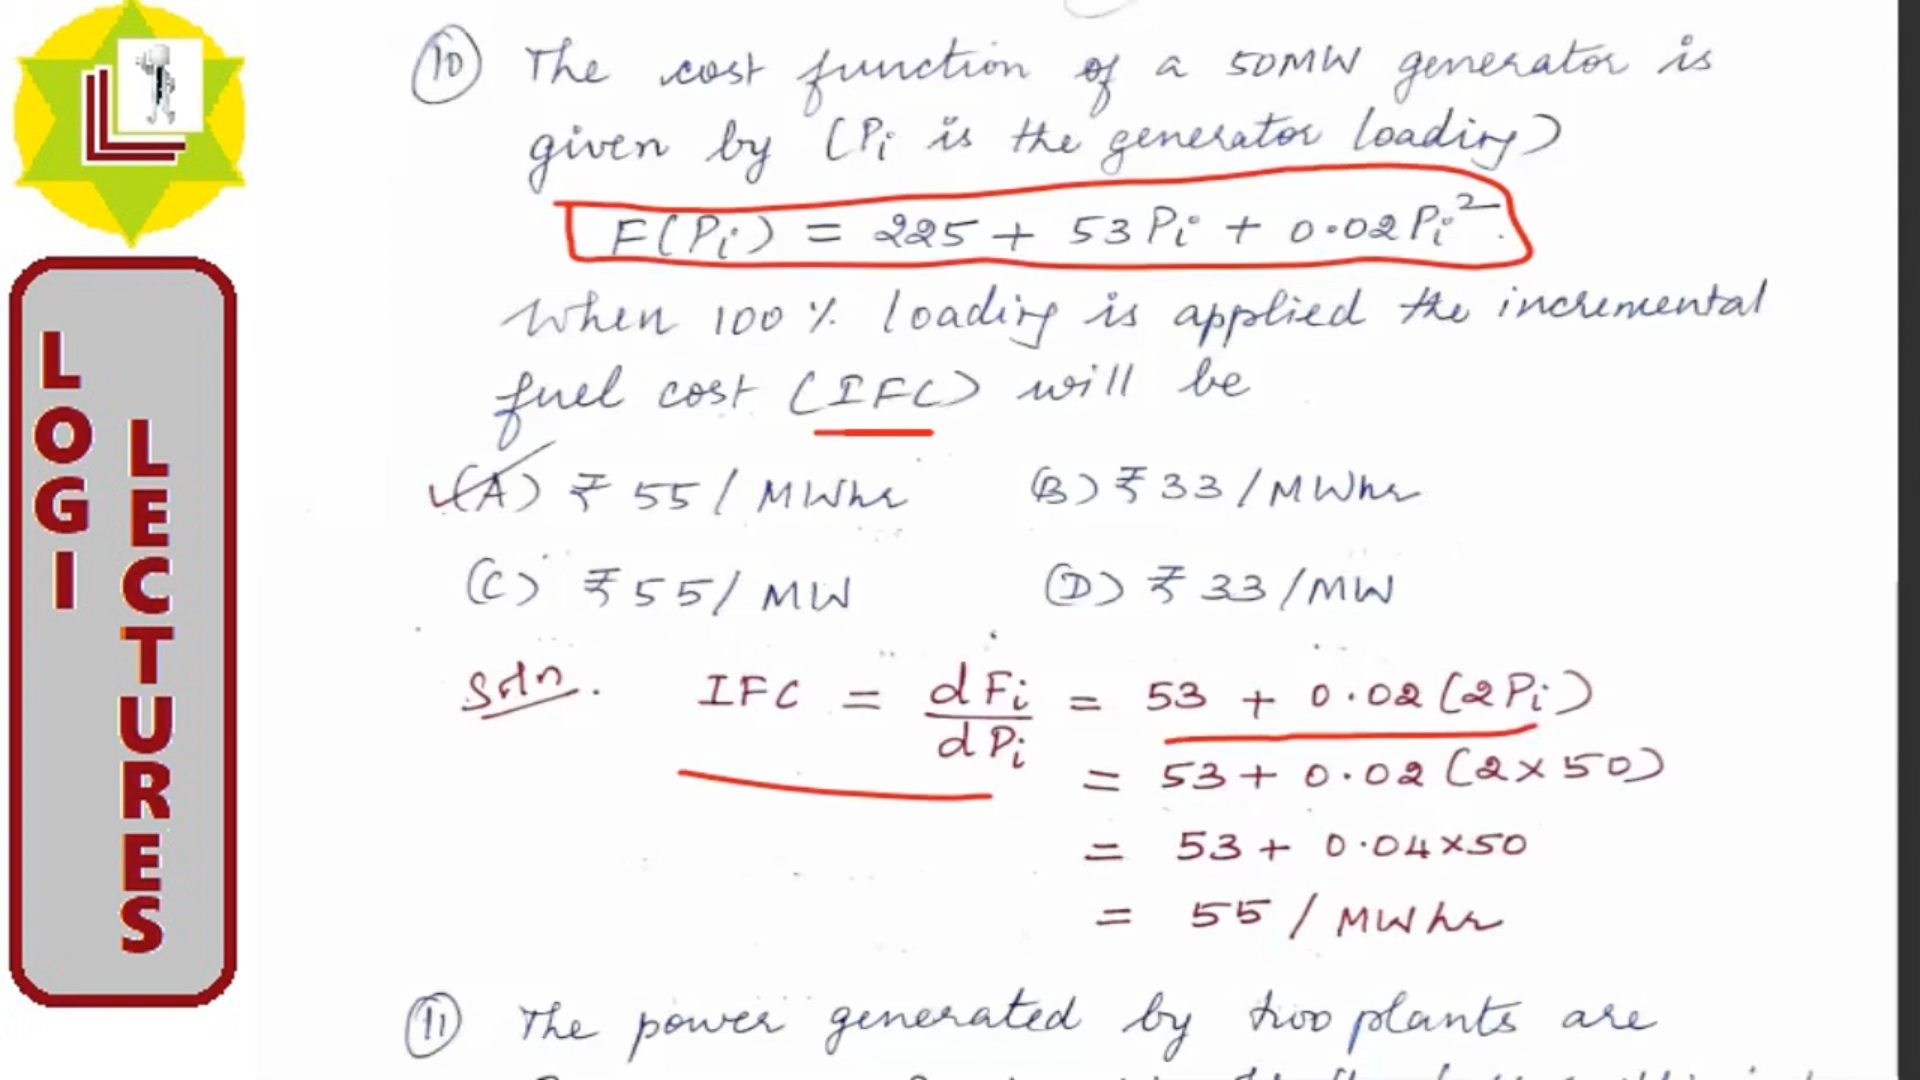 LOGI
LECTURES
(10) The cost function of a 50MW generator is
given by (Pi is the generator loading)
F(Pi) = 225 + 53Pi + 0.02Pi².
When 100% loading is applied the incremental
fuel cost (IFC) will be
(A) ₹ 55/MWhr (B) ₹ 33/MWhr
(C) ₹ 55/MW (D) ₹ 33/MW
Soln. IFC = dFi/dPi = 53 + 0.02(2Pi)
= 53 + 0.02(2×50)
= 53 + 0.04×50
= 55/MWhr
(11) The power generated by two plants are